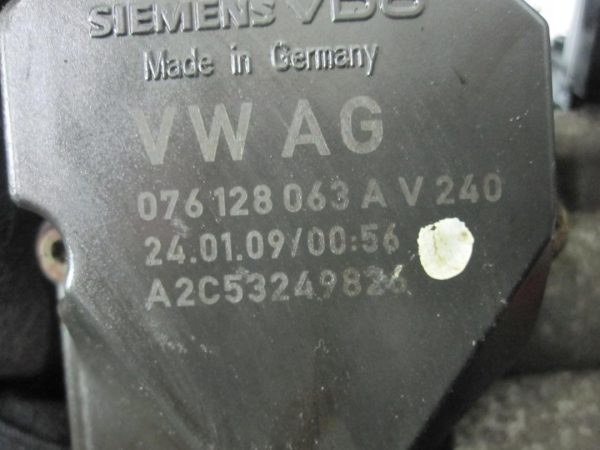 SIEMENS VDO
Made in Germany
VW AG
076 128 063 A V 240
24.01.09/00:56
A2C53249826